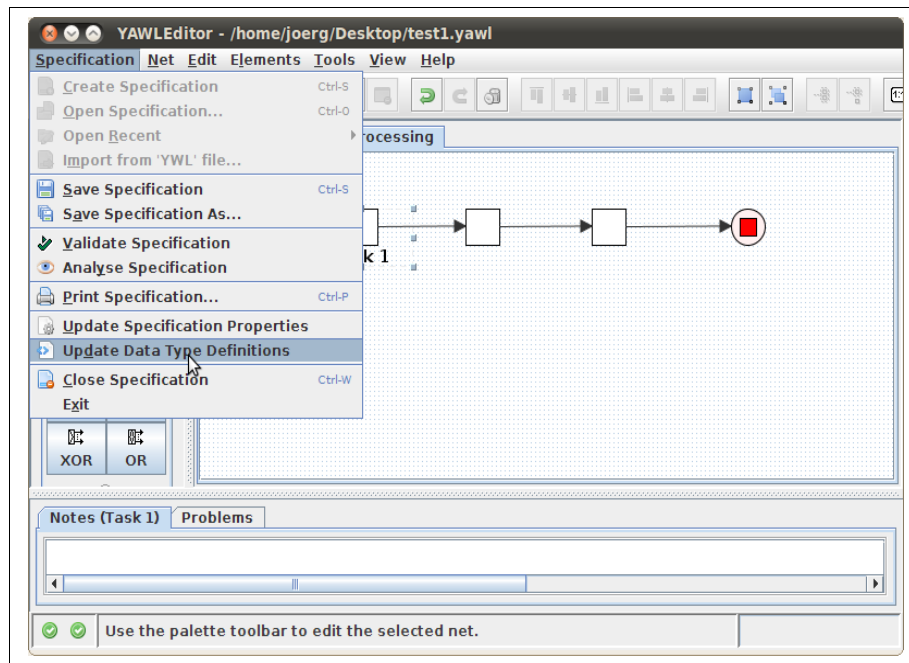 YAWLEditor - /home/joerg/Desktop/test1.yawl
Specification Net Edit Elements Tools View Help
Create Specification Ctrl-S
Open Specification... Ctrl-O
Open Recent
Import from 'YWL' file...
Save Specification Ctrl-S
Save Specification As...
Validate Specification
Analyse Specification
Print Specification... Ctrl-P
Update Specification Properties
Update Data Type Definitions
Close Specification Ctrl-W
Exit
ocessing
k 1
XOR OR
Notes (Task 1) Problems
Use the palette toolbar to edit the selected net.